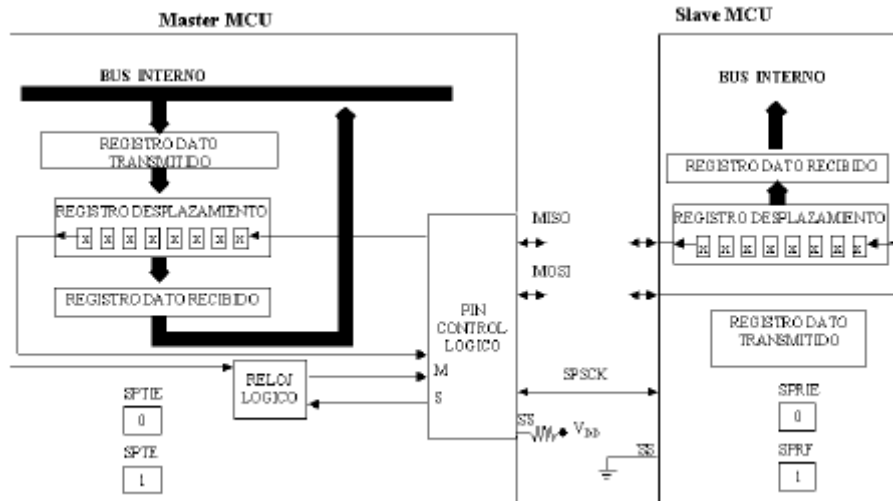 Master MCU
Slave MCU
BUS INTERNO
BUS INTERNO
REGISTRO DATO
TRANSMITIDO
REGISTRO DATO RECIBIDO
REGISTRO DESPLAZAMIENTO
x x x x x x x x
MISO
REGISTRO DESPLAZAMIENTO
x x x x x x x x
MOSI
REGISTRO DATO RECIBIDO
PIN
CONTROL
LOGICO
REGISTRO DATO
TRANSMITIDO
RELOJ
LOGICO
M
S
SPSCK
SPTIE
0
SS
VDD
SS
SPRIE
0
SPTE
1
SPRF
1